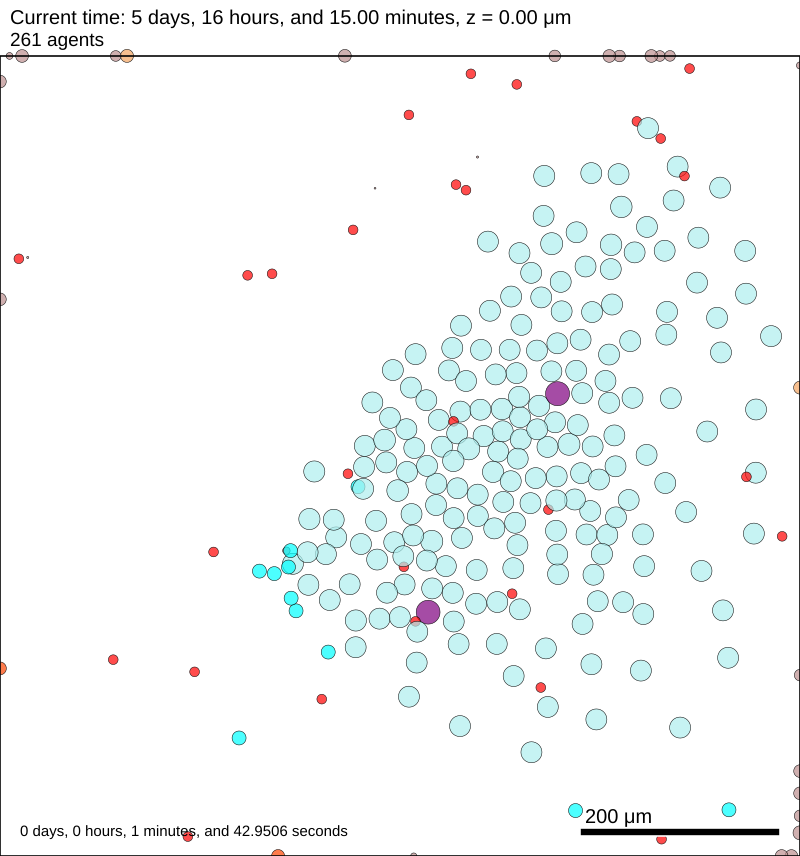 Current time: 5 days, 16 hours, and 15.00 minutes, z = 0.00 μm
261 agents
200 μm
0 days, 0 hours, 1 minutes, and 42.9506 seconds